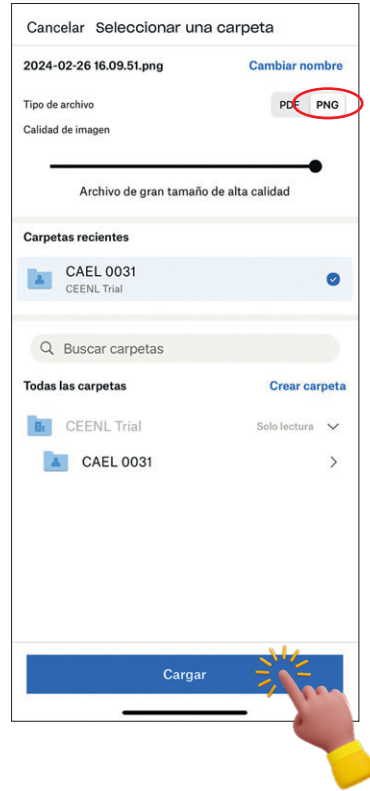 Cancelar Seleccionar una carpeta
2024-02-26 16.09.51.png Cambiar nombre
Tipo de archivo PDF PNG
Calidad de imagen
Archivo de gran tamaño de alta calidad
Carpetas recientes
CAEL 0031
CEENL Trial
Buscar carpetas
Todas las carpetas Crear carpeta
CEENL Trial Solo lectura
CAEL 0031
Cargar